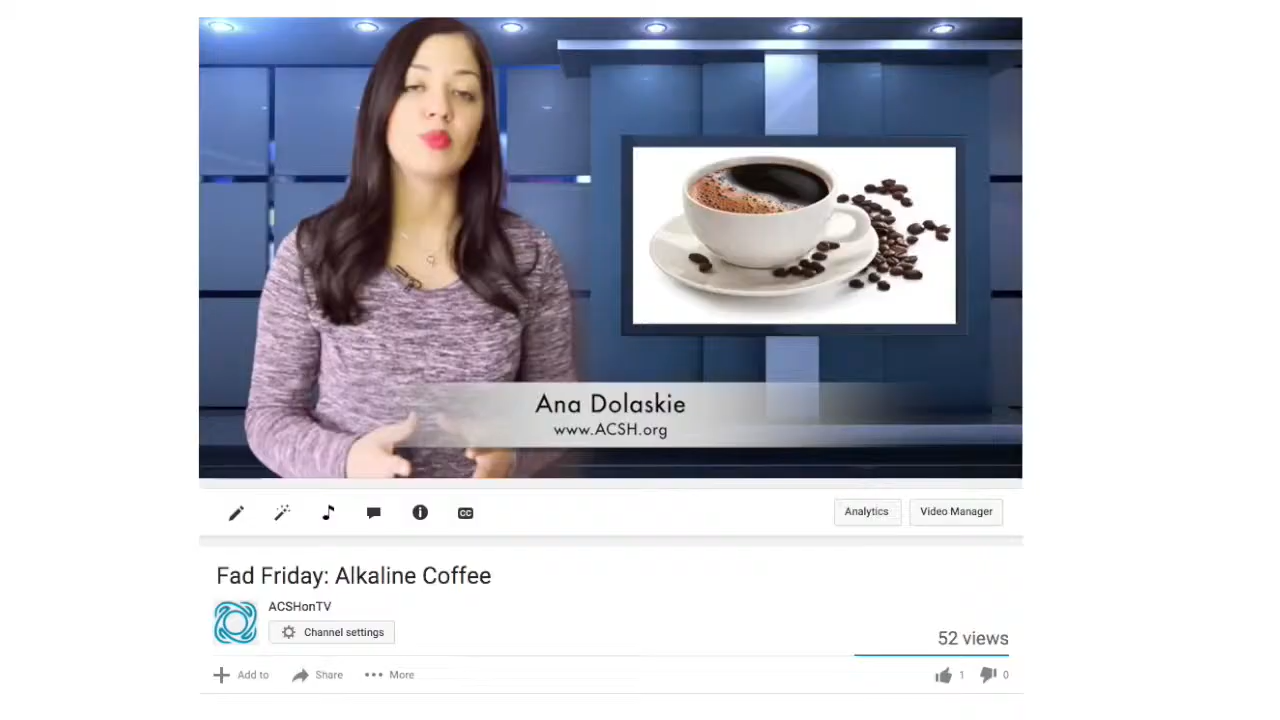 Ana Dolaskie
www.ACSH.org
CC
Analytics
Video Manager
Fad Friday: Alkaline Coffee
ACSHonTV
Channel settings
52 views
Add to
Share
More
1
0